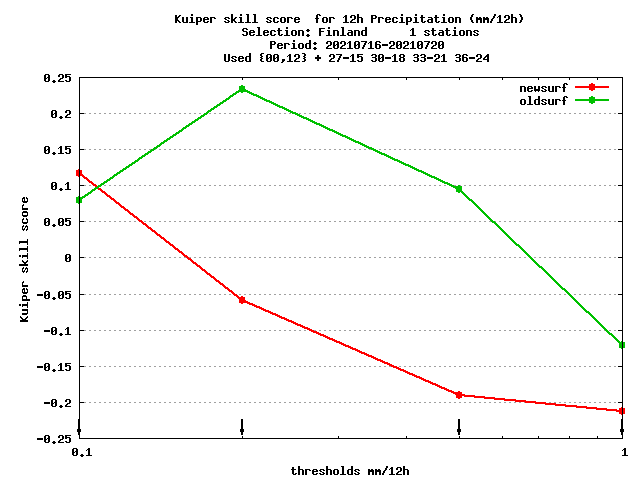 Kuiper skill score  for 12h Precipitation (mm/12h)
Selection: Finland      1 stations
Period: 20210716-20210720
Used {00,12} + 27-15 30-18 33-21 36-24
newsurf
oldsurf
0.25
0.2
0.15
0.1
0.05
0
-0.05
-0.1
-0.15
-0.2
-0.25
Kuiper skill score
0.1 1
thresholds mm/12h